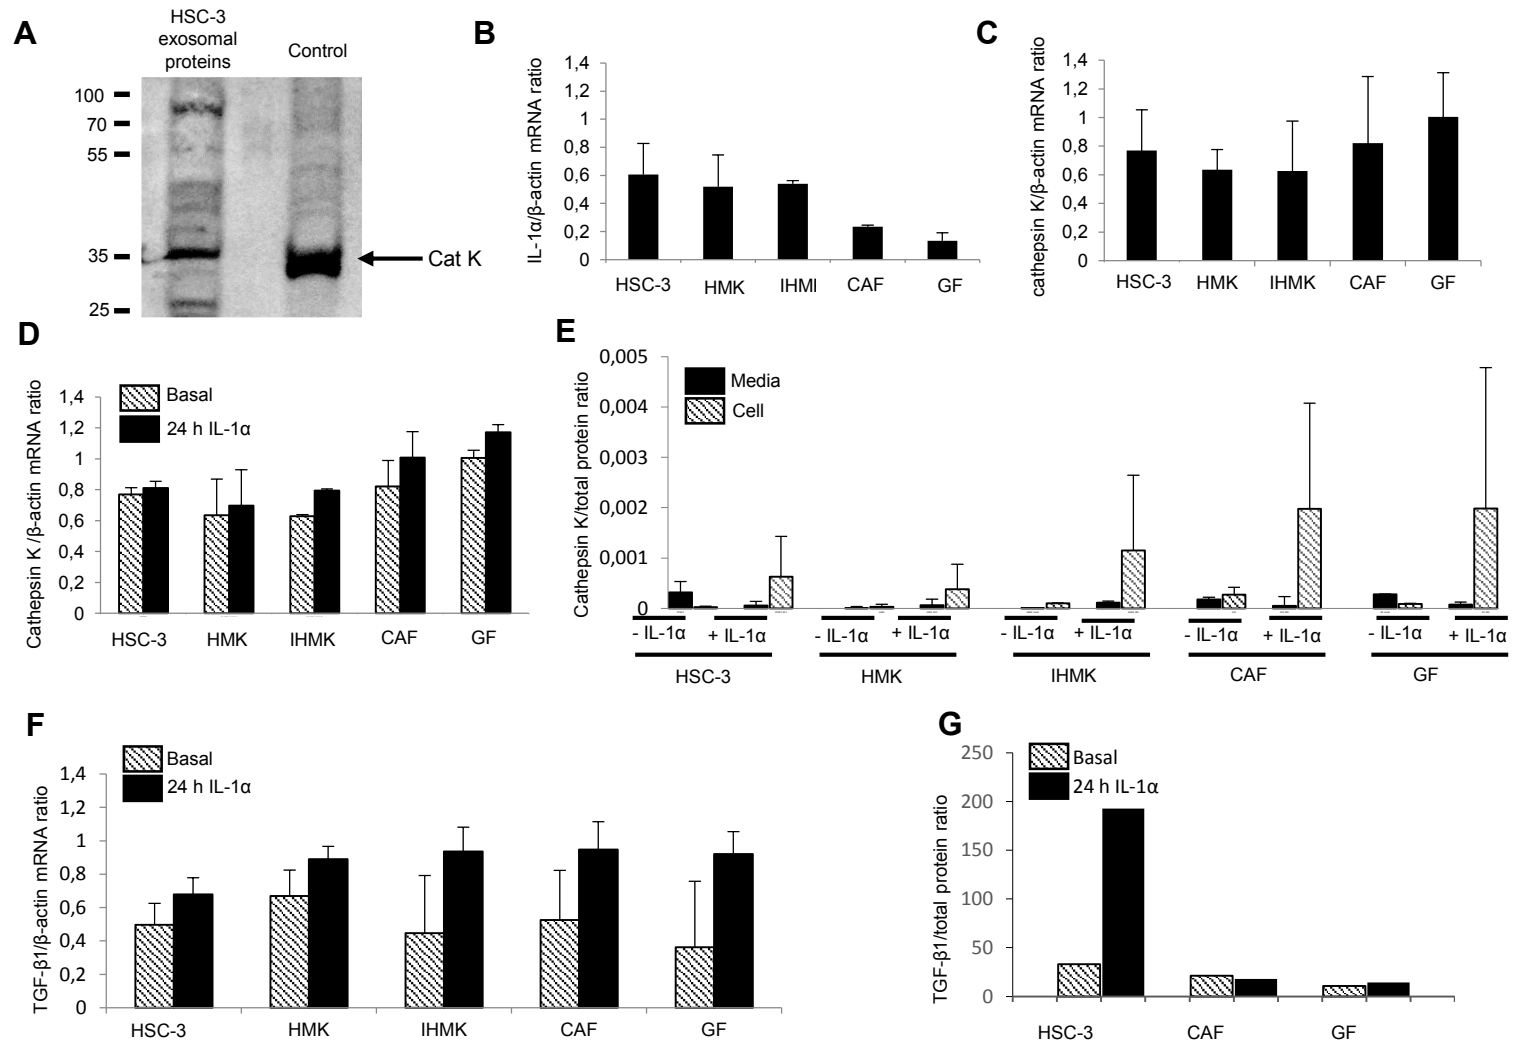 A
HSC-3
exosomal
proteins
Control
100
70
55
35
25
Cat K
B
IL-1α/β-actin mRNA ratio
1,4
1,2
1
0,8
0,6
0,4
0,2
0
HSC-3 HMK IHMI CAF GF
C
cathepsin K/β-actin mRNA ratio
1,4
1,2
1
0,8
0,6
0,4
0,2
0
HSC-3 HMK IHMK CAF GF
D
Cathepsin K /β-actin mRNA ratio
Basal
24 h IL-1α
1,4
1,2
1
0,8
0,6
0,4
0,2
0
HSC-3 HMK IHMK CAF GF
E
Cathepsin K/total protein ratio
0,005
0,004
0,003
0,002
0,001
0
Media
Cell
- IL-1α + IL-1α - IL-1α + IL-1α - IL-1α + IL-1α - IL-1α + IL-1α - IL-1α + IL-1α
HSC-3 HMK IHMK CAF GF
F
TGF-β1/β-actin mRNA ratio
Basal
24 h IL-1α
1,4
1,2
1
0,8
0,6
0,4
0,2
0
HSC-3 HMK IHMK CAF GF
G
TGF-β1/total protein ratio
250
200
150
100
50
0
Basal
24 h IL-1α
HSC-3 CAF GF